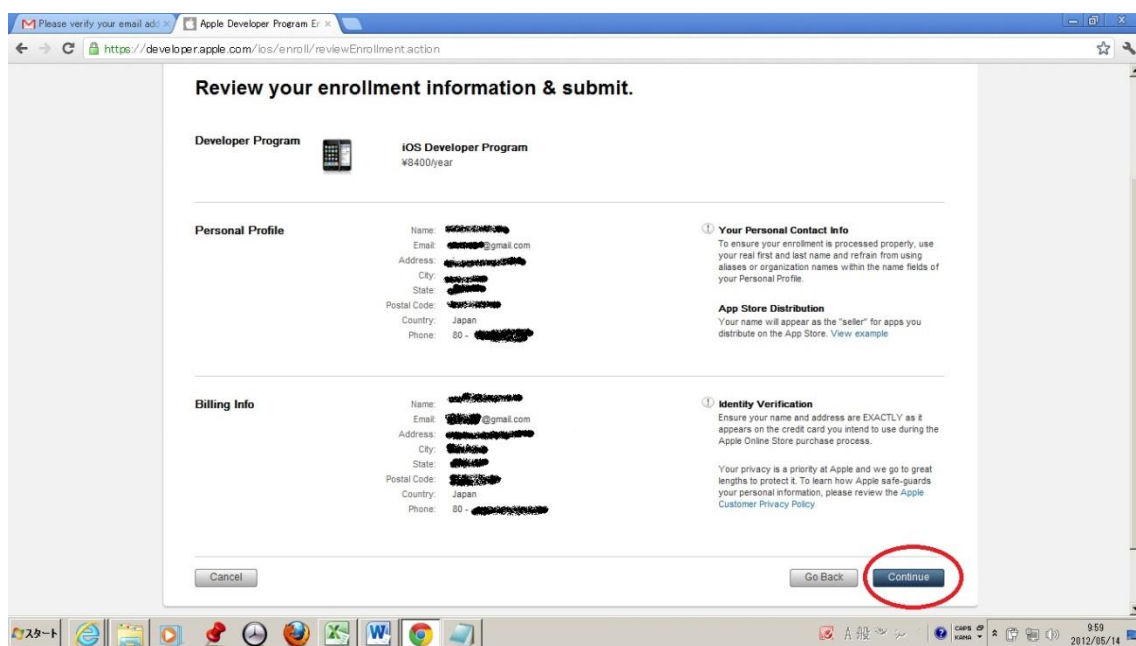 Please verify your email add
Apple Developer Program Er
https://developer.apple.com/ios/enroll/reviewEnrollment.action
Review your enrollment information & submit.
Developer Program
iOS Developer Program
¥8400/year
Personal Profile
Name:
Email: @gmail.com
Address:
City:
State:
Postal Code:
Country: Japan
Phone: 80 -
Your Personal Contact Info
To ensure your enrollment is processed properly, use
your real first and last name and refrain from using
aliases or organization names within the name fields of
your Personal Profile.
App Store Distribution
Your name will appear as the "seller" for apps you
distribute on the App Store. View example
Billing Info
Name:
Email: @gmail.com
Address:
City:
State:
Postal Code:
Country: Japan
Phone: 80 -
Identity Verification
Ensure your name and address are EXACTLY as it
appears on the credit card you intend to use during the
Apple Online Store purchase process.
Your privacy is a priority at Apple and we go to great
lengths to protect it. To learn how Apple safe-guards
your personal information, please review the Apple
Customer Privacy Policy
Cancel
Go Back
Continue
スタート
A 般
CAPS
KANA
9:59
2012/05/14